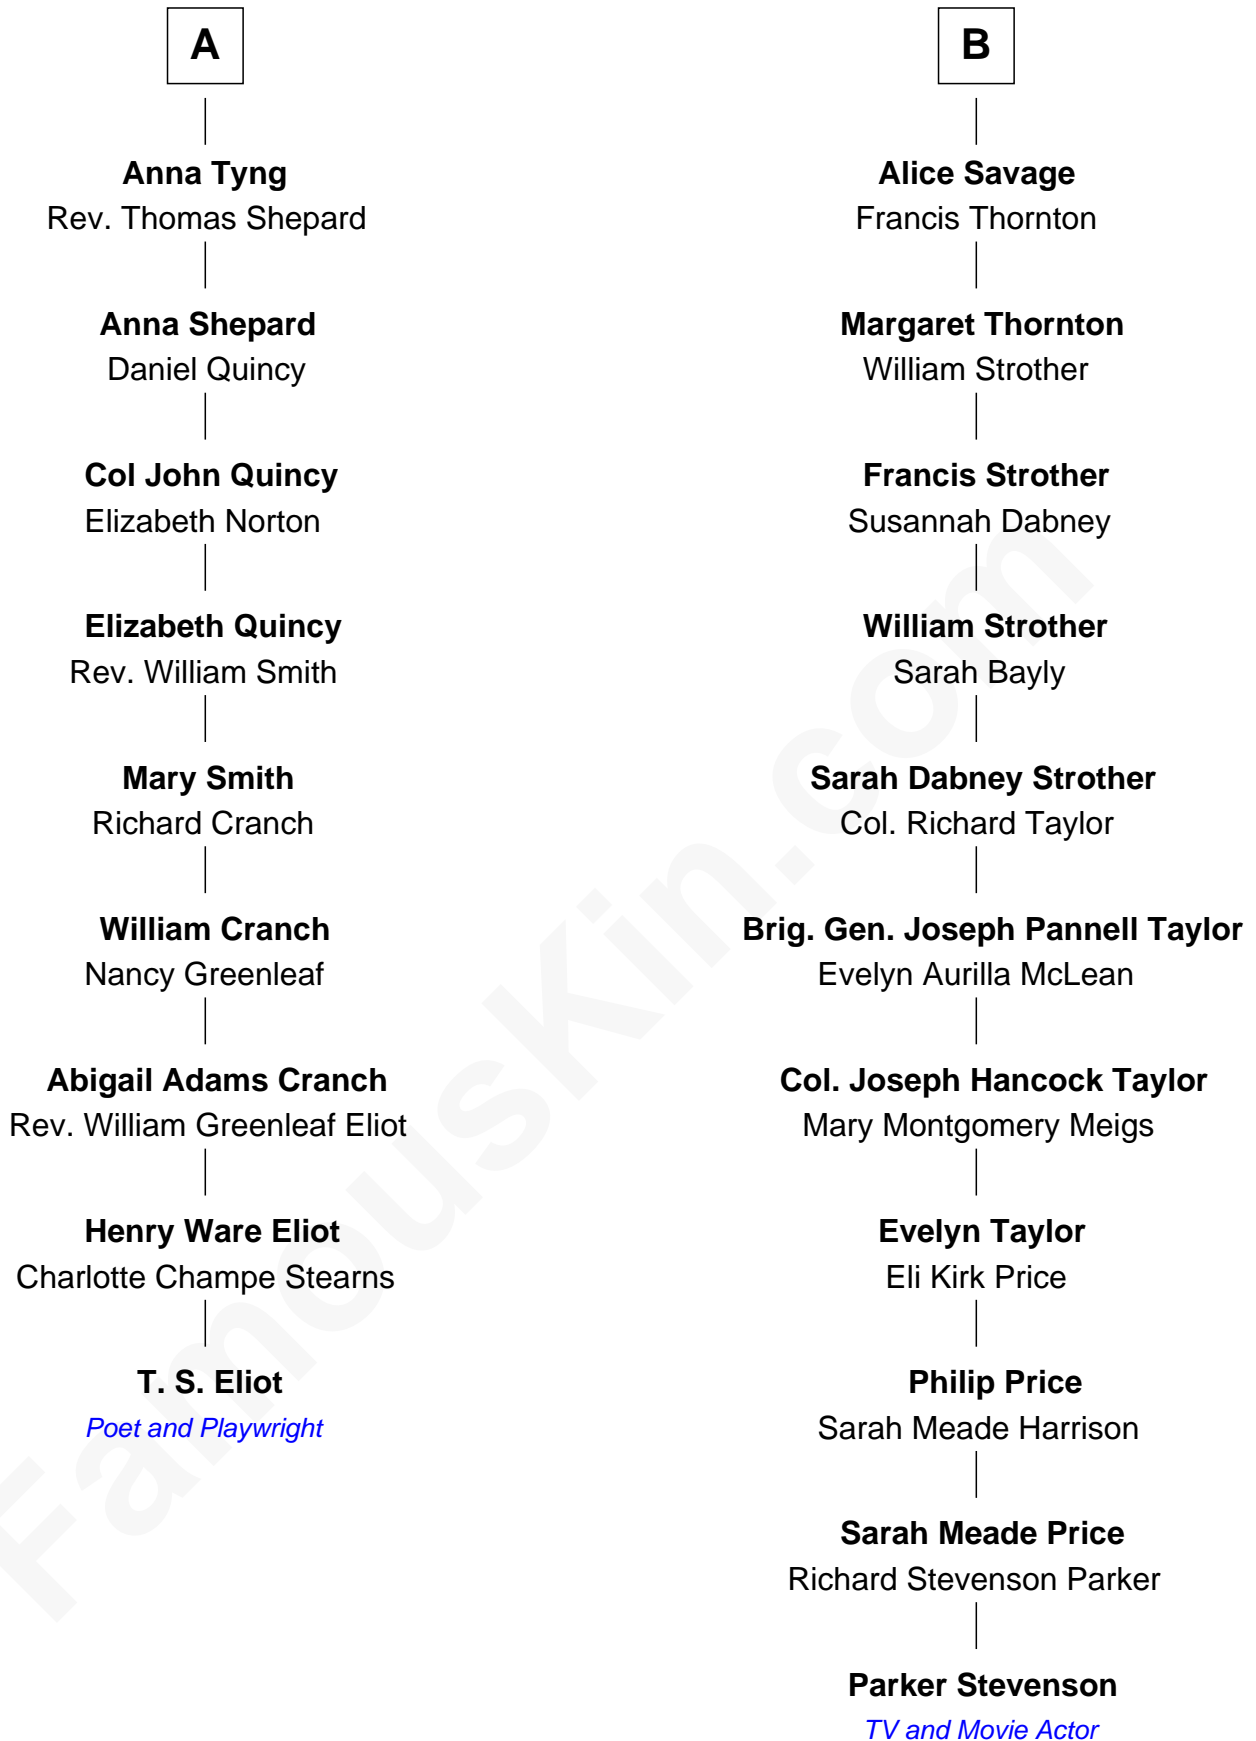 A
Anna Tyng
Rev. Thomas Shepard
Anna Shepard
Daniel Quincy
Col John Quincy
Elizabeth Norton
Elizabeth Quincy
Rev. William Smith
Mary Smith
Richard Cranch
William Cranch
Nancy Greenleaf
Abigail Adams Cranch
Rev. William Greenleaf Eliot
Henry Ware Eliot
Charlotte Champe Stearns
T. S. Eliot
Poet and Playwright
B
Alice Savage
Francis Thornton
Margaret Thornton
William Strother
Francis Strother
Susannah Dabney
William Strother
Sarah Bayly
Sarah Dabney Strother
Col. Richard Taylor
Brig. Gen. Joseph Pannell Taylor
Evelyn Aurilla McLean
Col. Joseph Hancock Taylor
Mary Montgomery Meigs
Evelyn Taylor
Eli Kirk Price
Philip Price
Sarah Meade Harrison
Sarah Meade Price
Richard Stevenson Parker
Parker Stevenson
TV and Movie Actor
FamousKin.com